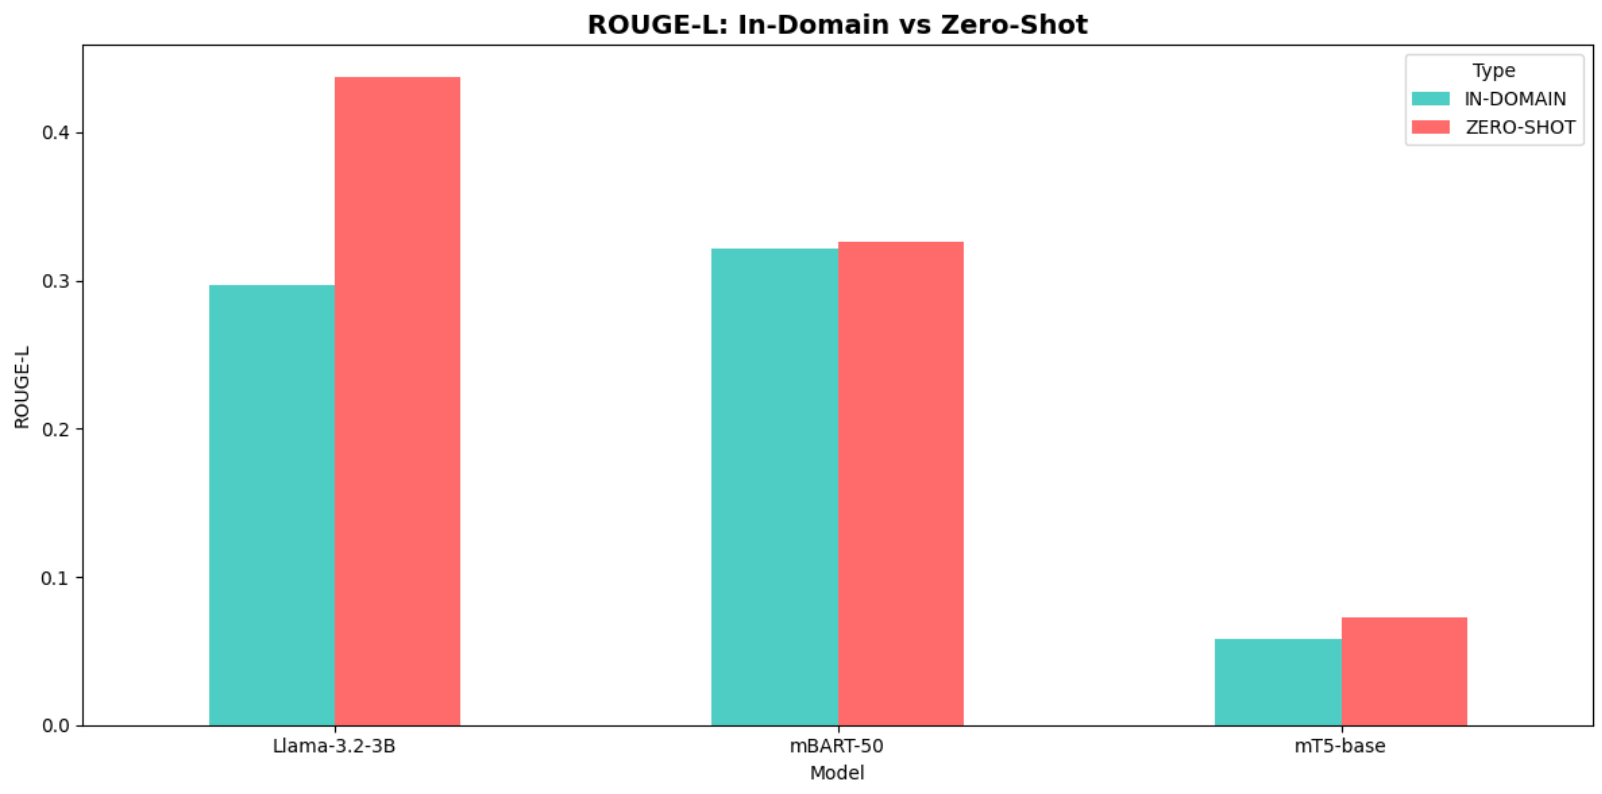 ROUGE-L: In-Domain vs Zero-Shot
Type
IN-DOMAIN
ZERO-SHOT
ROUGE-L
0.4
0.3
0.2
0.1
0.0
Llama-3.2-3B
mBART-50
mT5-base
Model